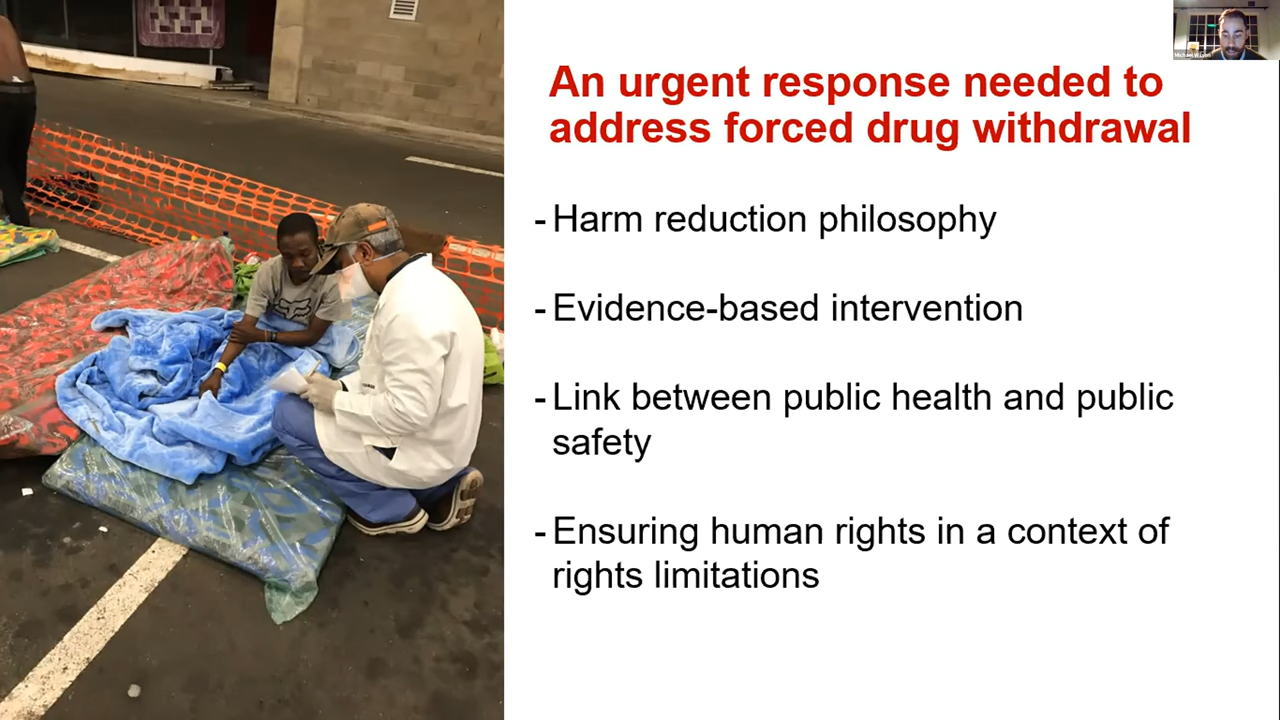 An urgent response needed to
address forced drug withdrawal
- Harm reduction philosophy
- Evidence-based intervention
- Link between public health and public
safety
- Ensuring human rights in a context of
rights limitations